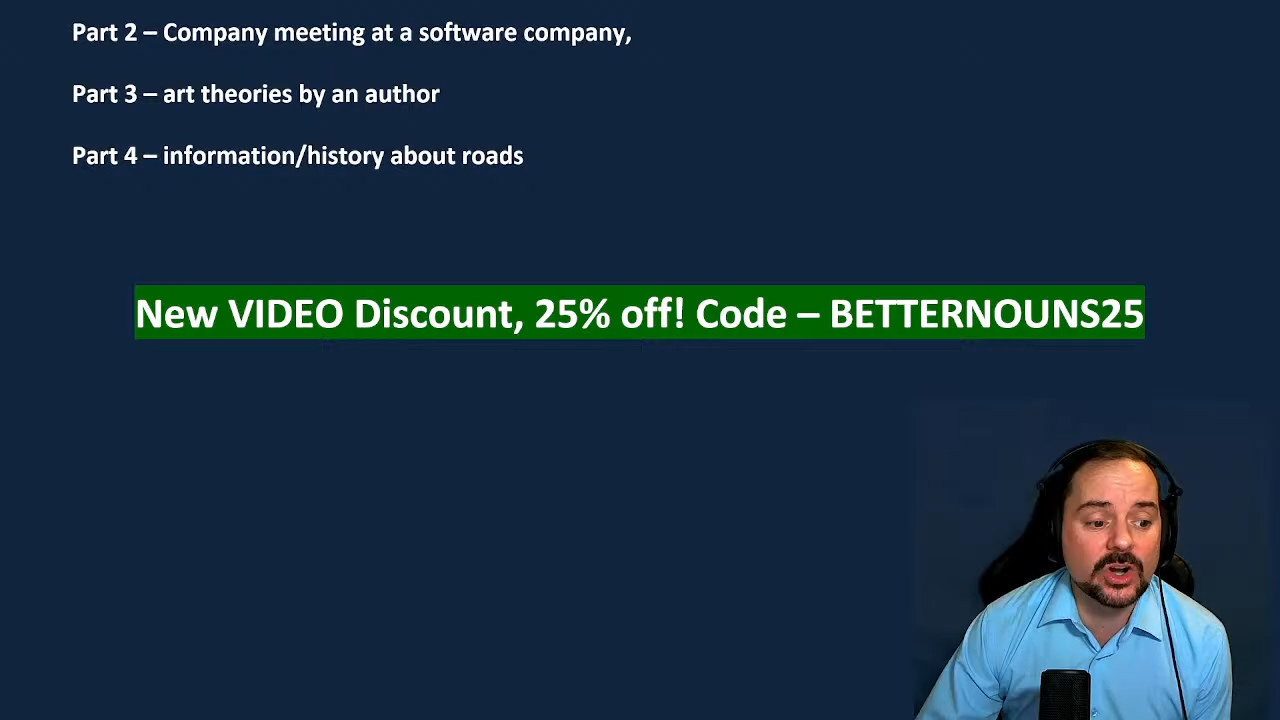 Part 2 – Company meeting at a software company,
Part 3 – art theories by an author
Part 4 – information/history about roads
New VIDEO Discount, 25% off! Code – BETTERNOUNS25